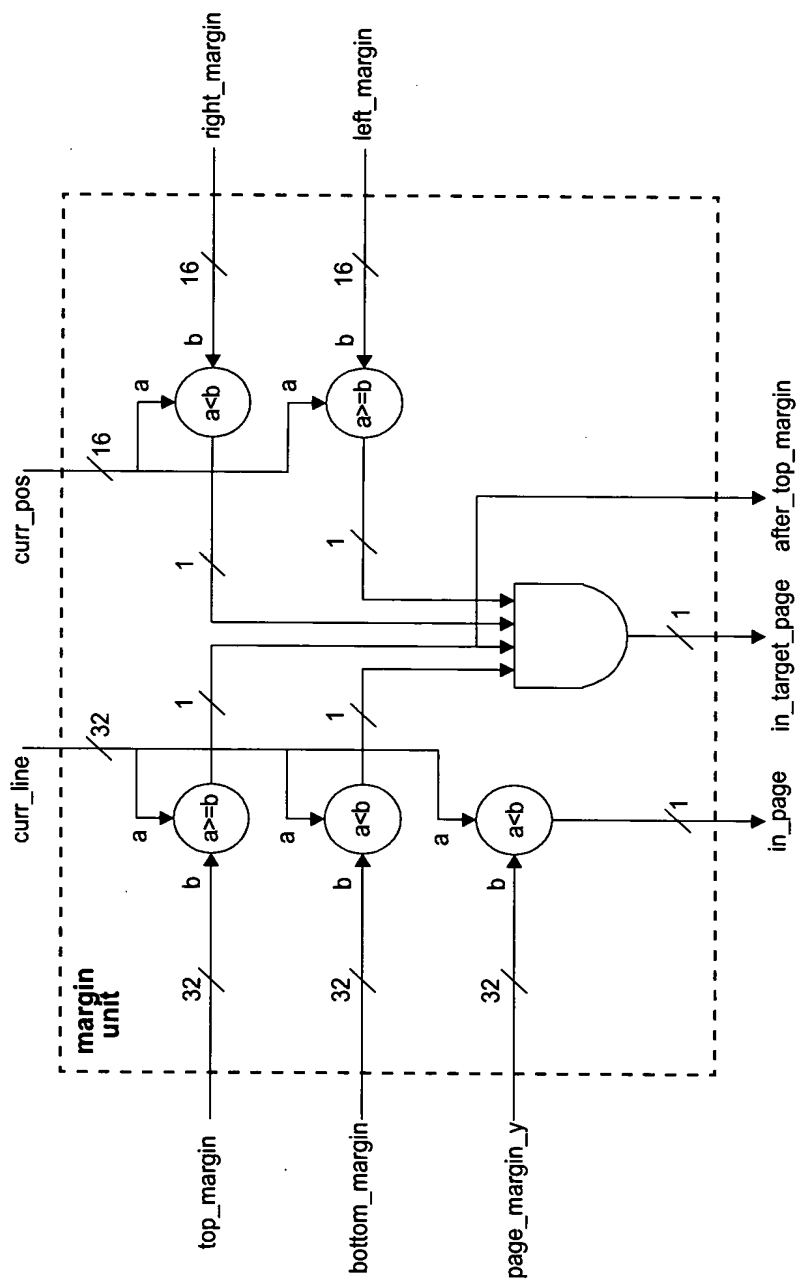 curr_line
curr_pos
margin
unit
32
16
top_margin
32
b
a
a>=b
1
1
a
a<b
b
16
right_margin
bottom_margin
32
b
a
a<b
1
1
a
a>=b
b
16
left_margin
page_margin_y
32
b
a
a<b
1
1
in_page
in_target_page
after_top_margin